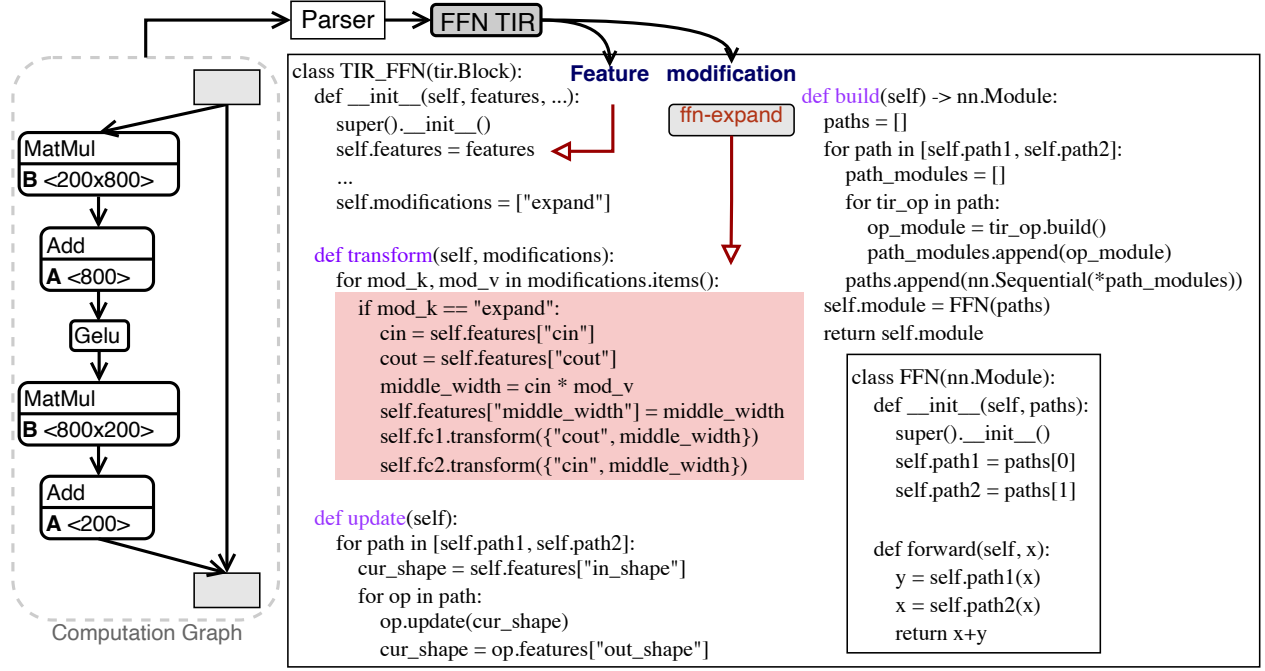 Parser
FFN TIR
MatMul
B <200x800>
Add
A <800>
Gelu
MatMul
B <800x200>
Add
A <200>
Computation Graph
Feature
modification
ffn-expand
class TIR_FFN(tir.Block):
def __init__(self, features, ...):
super().__init__()
self.features = features
...
self.modifications = ["expand"]
def transform(self, modifications):
for mod_k, mod_v in modifications.items():
if mod_k == "expand":
cin = self.features["cin"]
cout = self.features["cout"]
middle_width = cin * mod_v
self.features["middle_width"] = middle_width
self.fc1.transform({"cout", middle_width})
self.fc2.transform({"cin", middle_width})
def update(self):
for path in [self.path1, self.path2]:
cur_shape = self.features["in_shape"]
for op in path:
op.update(cur_shape)
cur_shape = op.features["out_shape"]
def build(self) -> nn.Module:
paths = []
for path in [self.path1, self.path2]:
path_modules = []
for tir_op in path:
op_module = tir_op.build()
path_modules.append(op_module)
paths.append(nn.Sequential(*path_modules))
self.module = FFN(paths)
return self.module
class FFN(nn.Module):
def __init__(self, paths):
super().__init__()
self.path1 = paths[0]
self.path2 = paths[1]
def forward(self, x):
y = self.path1(x)
x = self.path2(x)
return x+y